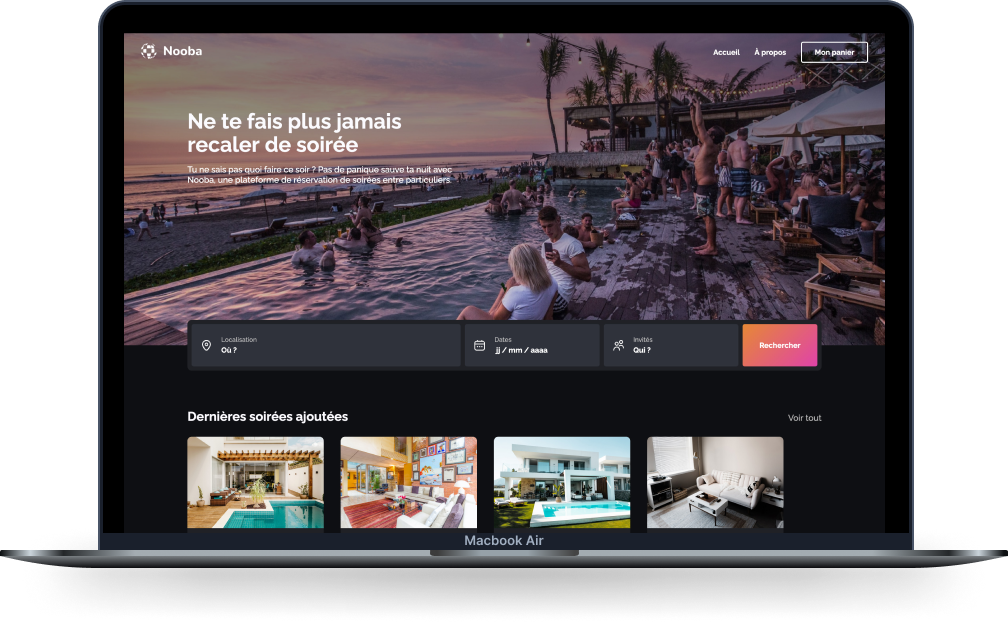 Nooba
Accueil
À propos
Mon panier
Ne te fais plus jamais
recaler de soirée
Tu ne sais pas quoi faire ce soir ? Pas de panique sauve ta nuit avec
Nooba, une plateforme de réservation de soirées entre particuliers.
Localisation
Où ?
Dates
jj / mm / aaaa
Invités
Qui ?
Rechercher
Dernières soirées ajoutées
Voir tout
Macbook Air